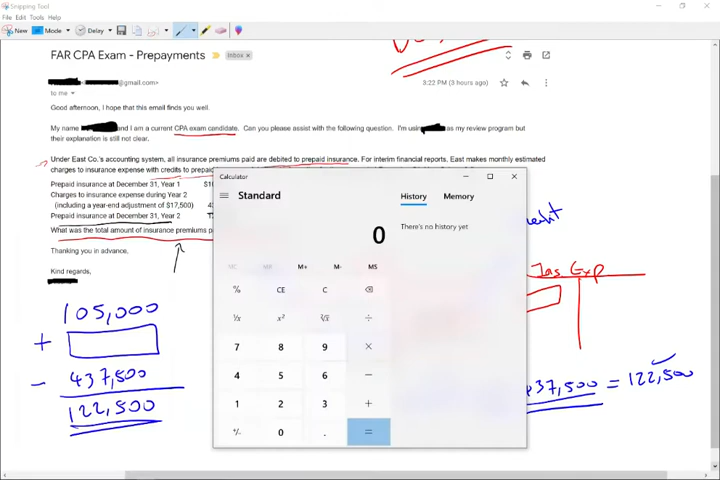 Snipping Tool
File Edit Tools Help
New Mode Delay
FAR CPA Exam - Prepayments Inbox x
@gmail.com>
3:22 PM (3 hours ago)
to me
Good afternoon, I hope that this email finds you well.
My name and I am a current CPA exam candidate. Can you please assist with the following question. I'm using as my review program but
their explanation is still not clear.
Under East Co.'s accounting system, all insurance premiums paid are debited to prepaid insurance. For interim financial reports, East makes monthly estimated
charges to insurance expense with credits to prepa
Prepaid insurance at December 31, Year 1
Charges to insurance expense during Year 2
(including a year-end adjustment of $17,500)
Prepaid insurance at December 31, Year 2
What was the total amount of insurance premiums p
Thanking you in advance,
Kind regards,
Calculator
Standard
History Memory
There's no history yet
0
MC MR M+ M- MS
% CE C
1/x x²
7 8 9 ×
4 5 6 −
1 2 3 +
+/- 0 . =
105,000
+
- 437,500
122,500
Ins Exp
437,500 = 122,500